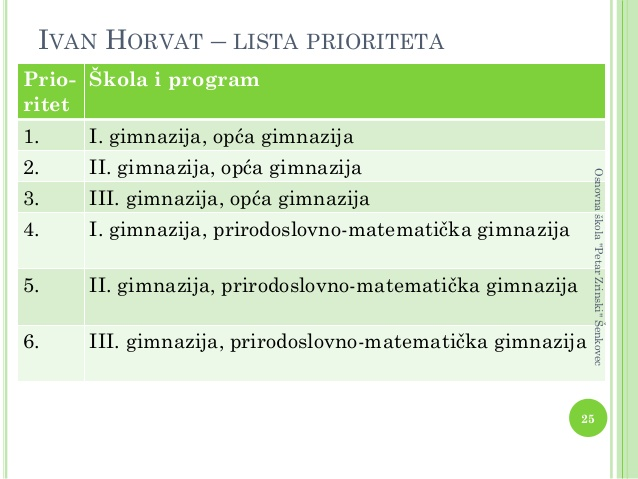 IVAN HORVAT – LISTA PRIORITETA
Prio- Škola i program
ritet
1. I. gimnazija, opća gimnazija
2. II. gimnazija, opća gimnazija
3. III. gimnazija, opća gimnazija
4. I. gimnazija, prirodoslovno-matematička gimnazija
5. II. gimnazija, prirodoslovno-matematička gimnazija
6. III. gimnazija, prirodoslovno-matematička gimnazija
Osnovna škola "Petar Zrinski" Šenkovec
25